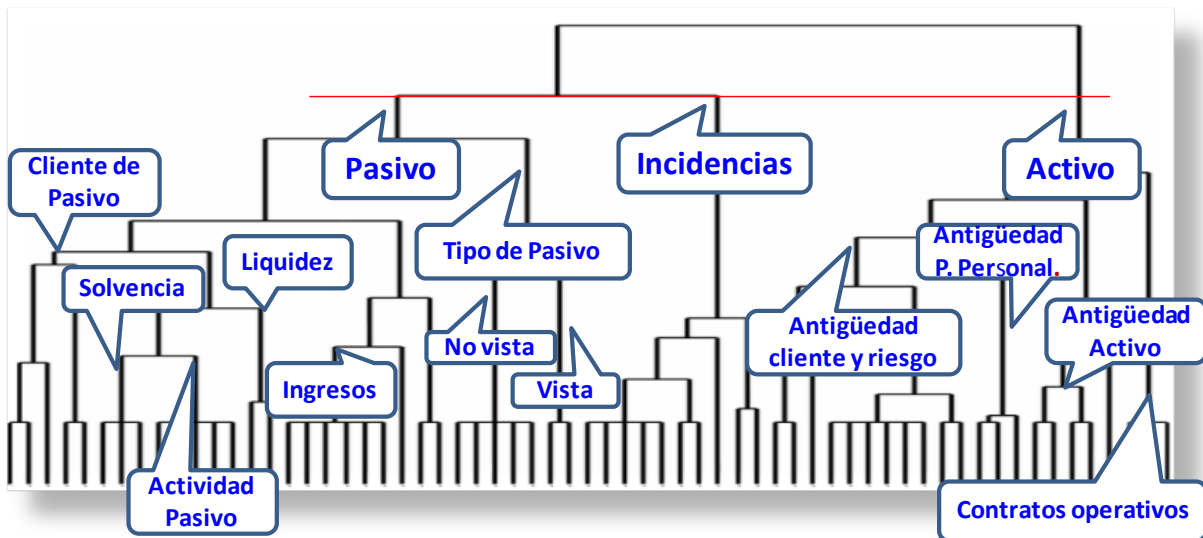 Pasivo
Incidencias
Activo
Cliente de
Pasivo
Tipo de Pasivo
Antigüedad
P. Personal.
Liquidez
Solvencia
Antigüedad
cliente y riesgo
Antigüedad
Activo
No vista
Ingresos
Vista
Actividad
Pasivo
Contratos operativos